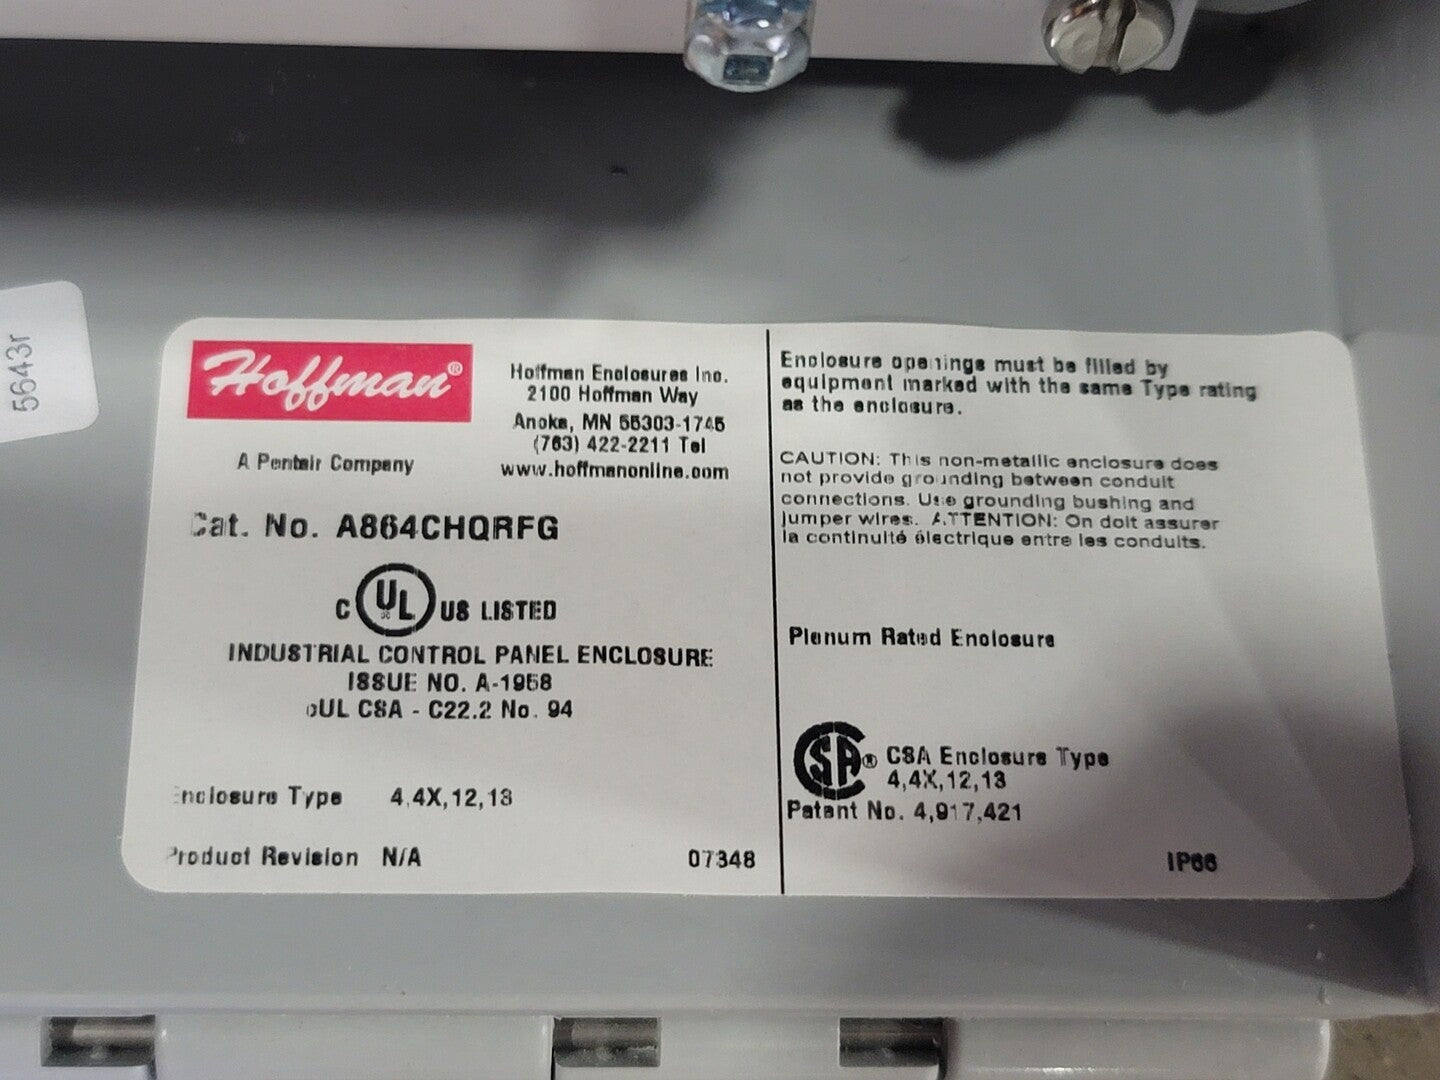 5643r
Hoffman®
A Pentair Company
Hoffman Enclosures Inc.
2100 Hoffman Way
Anoka, MN 55303-1745
(763) 422-2211 Tel
www.hoffmanonline.com
Cat. No. A864CHQRFG
C UL US LISTED
INDUSTRIAL CONTROL PANEL ENCLOSURE
ISSUE NO. A-1958
cUL CSA - C22.2 No. 94
Enclosure Type 4,4X,12,13
Product Revision N/A 07348
Enclosure openings must be filled by
equipment marked with the same Type rating
as the enclosure.
CAUTION: This non-metallic enclosure does
not provide grounding between conduit
connections. Use grounding bushing and
jumper wires. ATTENTION: On doit assurer
la continuité électrique entre les conduits.
Plenum Rated Enclosure
CSA® CSA Enclosure Type
4,4X,12,13
Patent No. 4,917,421
IP66